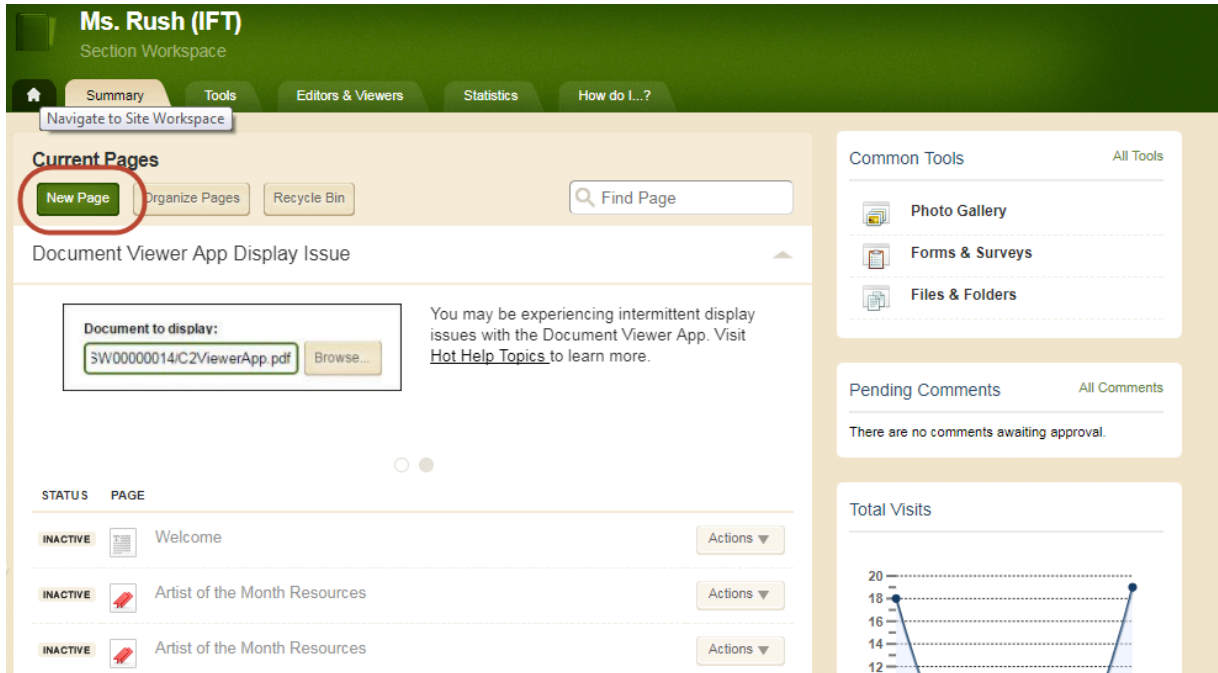 Ms. Rush (IFT)
Section Workspace
Summary
Tools
Editors & Viewers
Statistics
How do I...?
Navigate to Site Workspace
Current Pages
New Page
Organize Pages
Recycle Bin
Find Page
Document Viewer App Display Issue
Document to display:
SW00000014/C2ViewerApp.pdf
Browse...
You may be experiencing intermittent display
issues with the Document Viewer App. Visit
Hot Help Topics to learn more.
STATUS PAGE
INACTIVE Welcome Actions
INACTIVE Artist of the Month Resources Actions
INACTIVE Artist of the Month Resources Actions
Common Tools All Tools
Photo Gallery
Forms & Surveys
Files & Folders
Pending Comments All Comments
There are no comments awaiting approval.
Total Visits
20
18
16
14
12